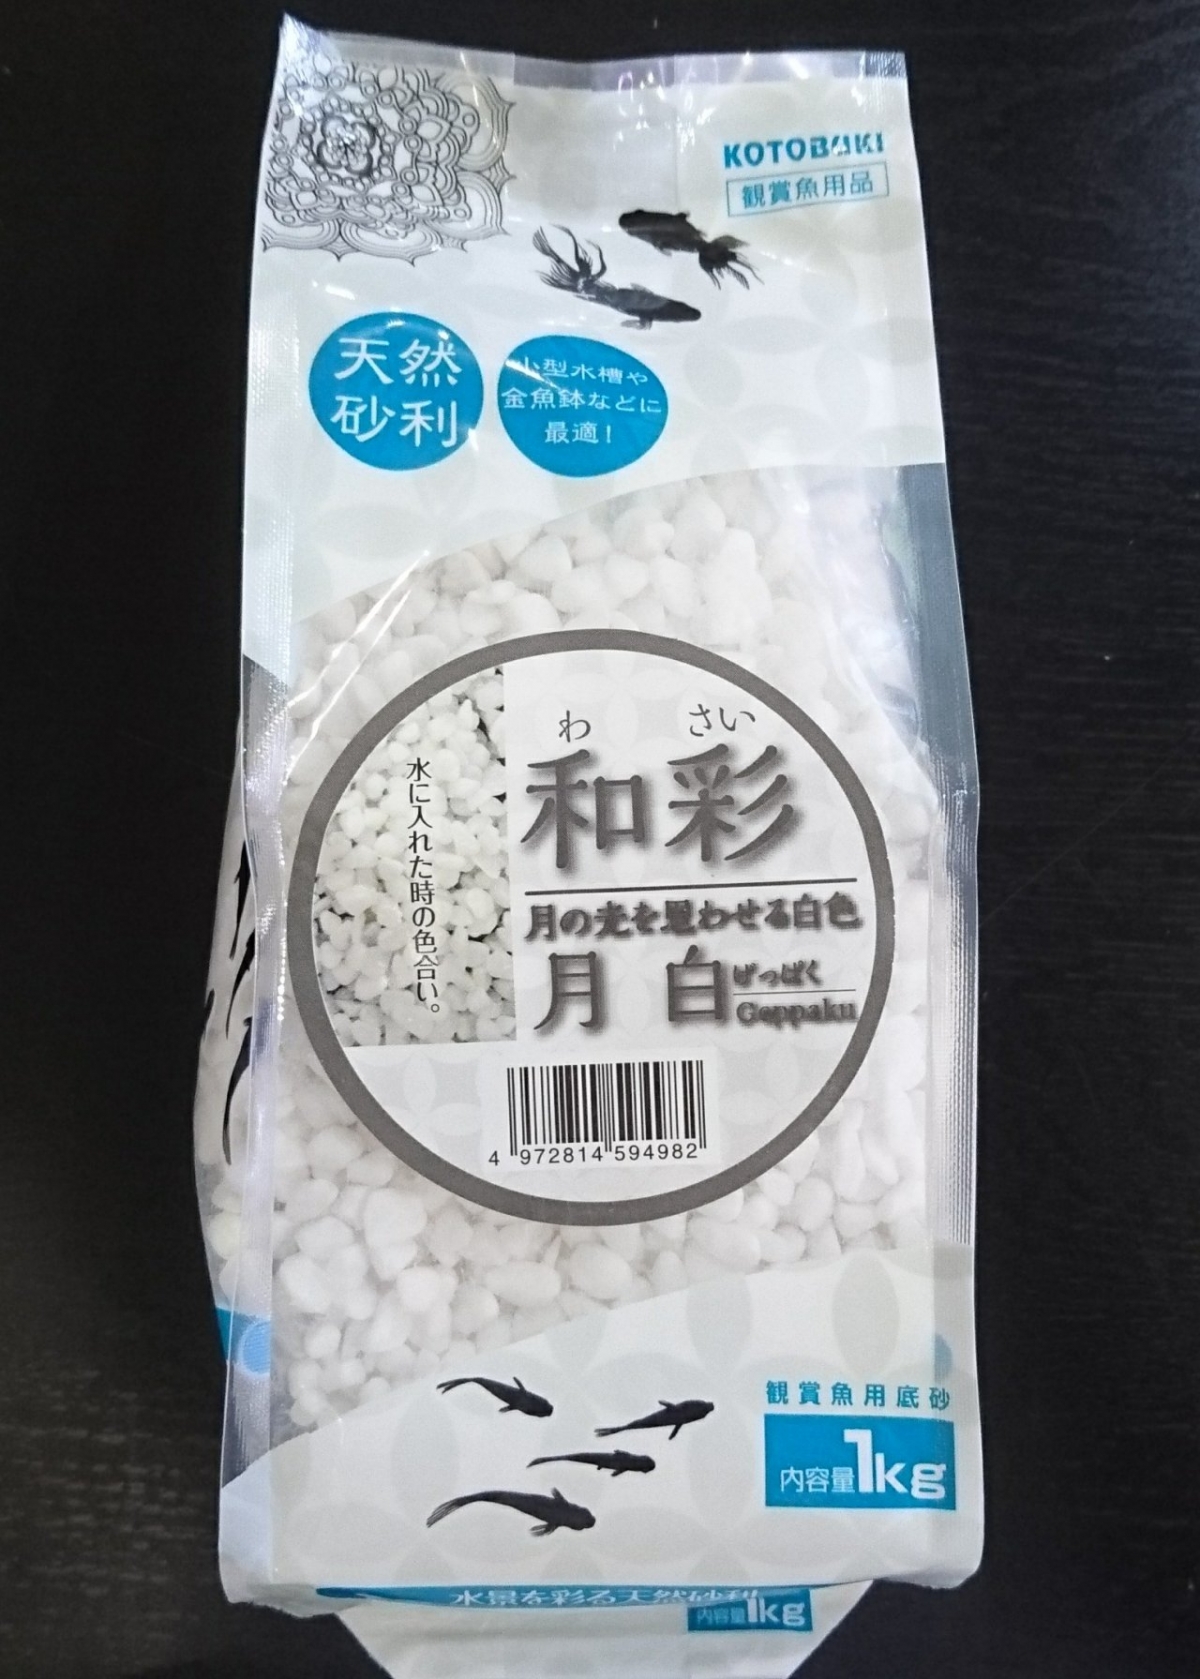 KOTOBUKI
観賞魚用品
天然
砂利
小型水槽や
金魚鉢などに
最適！
わ さい
和彩
水に入れた時の色合い。
月の光を思わせる白色
月 白
げっぱく
Geppaku
4 972814 594982
観賞魚用底砂
内容量1kg
水景を彩る天然砂利
内容量1kg